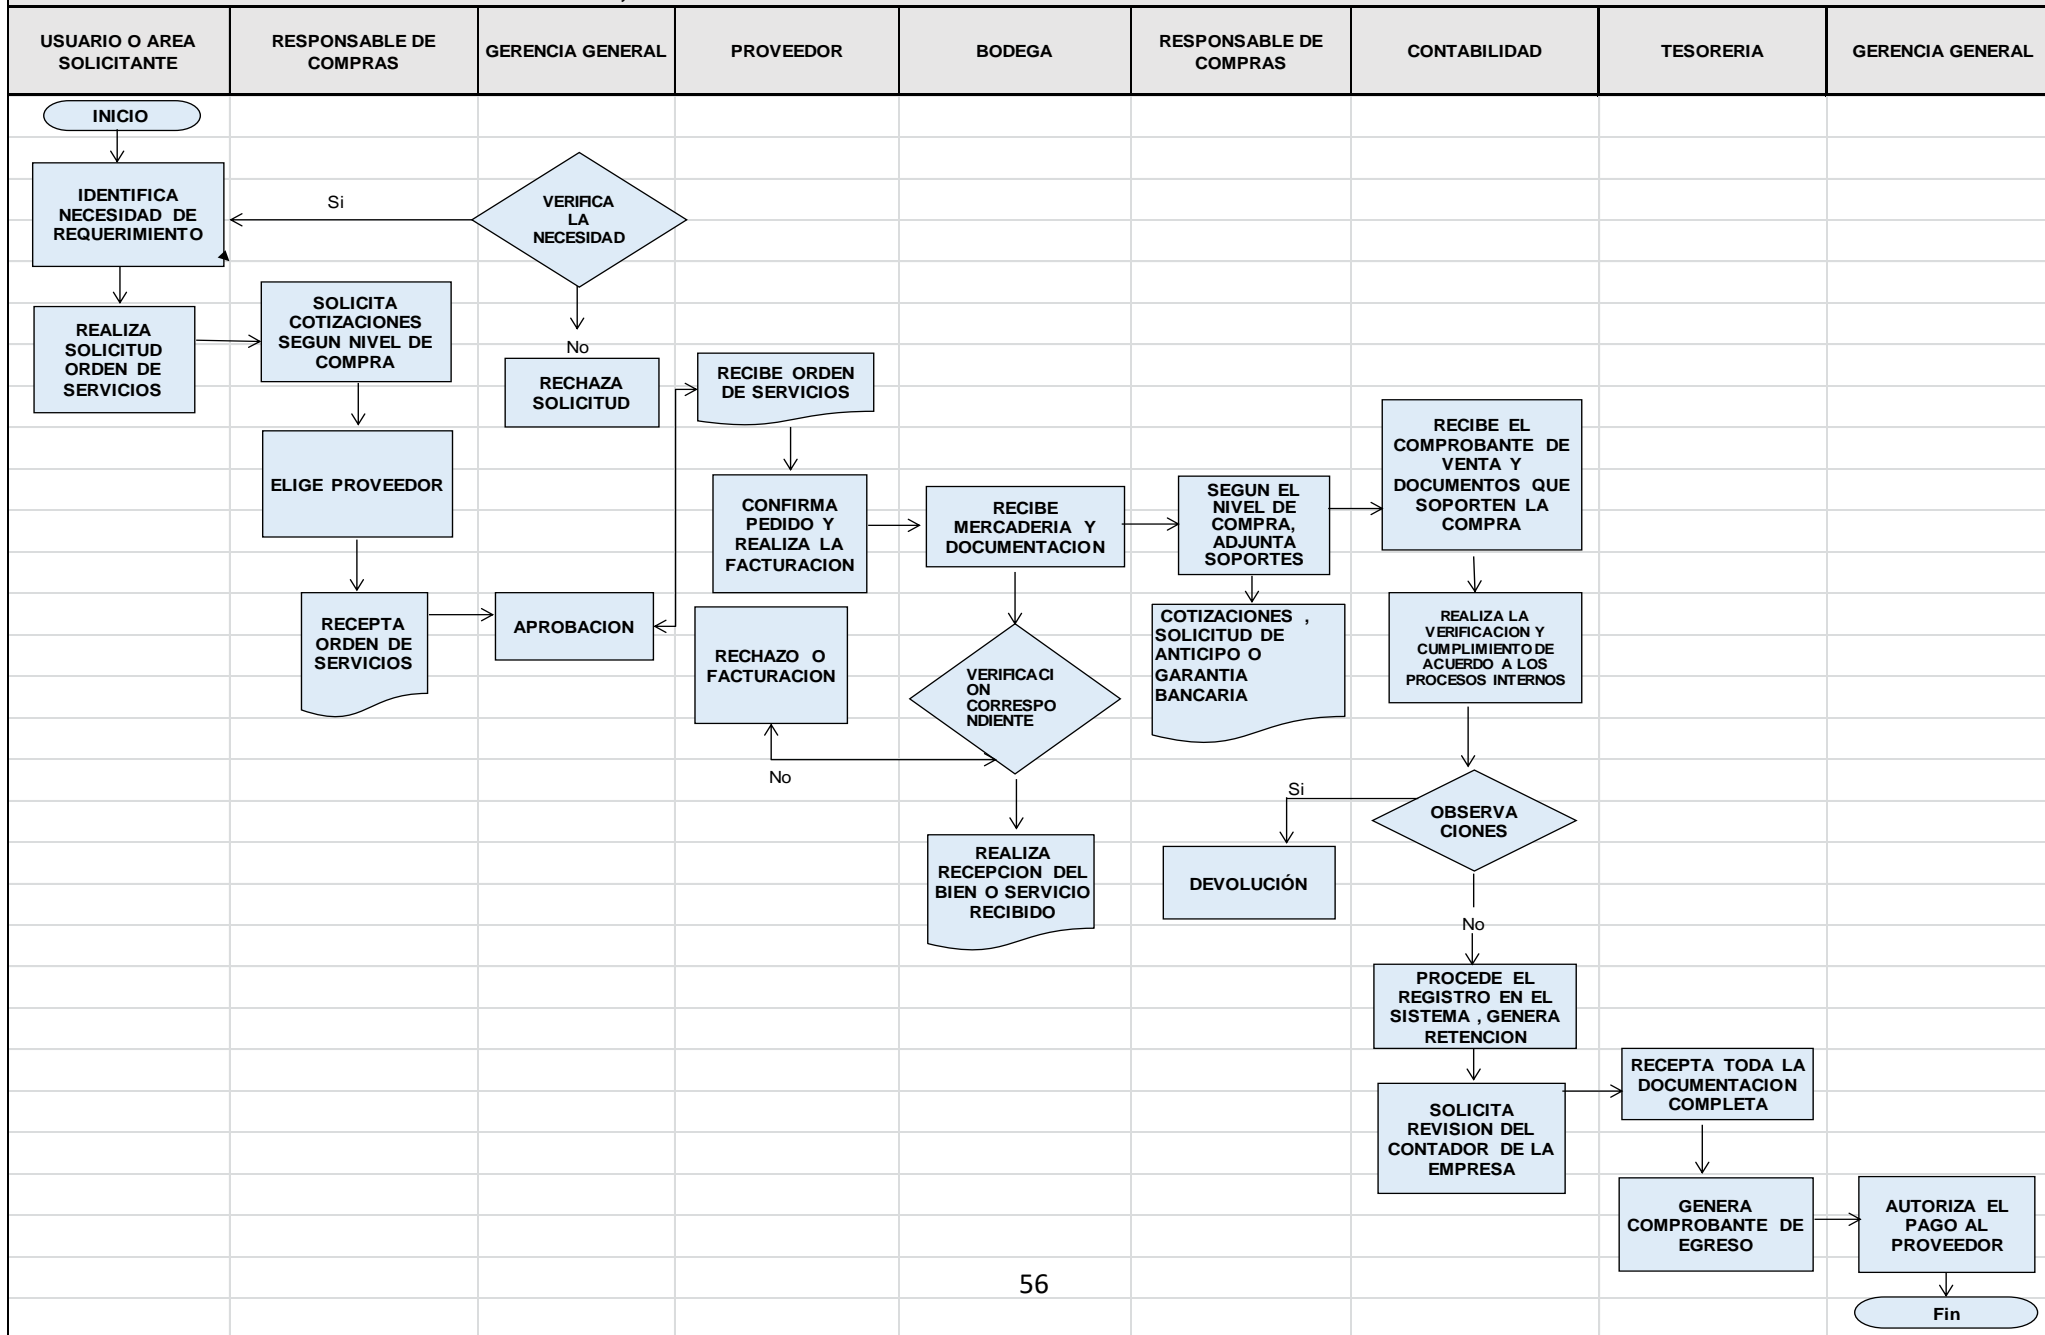 USUARIO O AREA
SOLICITANTE
RESPONSABLE DE
COMPRAS
GERENCIA GENERAL
PROVEEDOR
BODEGA
RESPONSABLE DE
COMPRAS
CONTABILIDAD
TESORERIA
GERENCIA GENERAL
INICIO
IDENTIFICA
NECESIDAD DE
REQUERIMIENTO
Si
VERIFICA
LA
NECESIDAD
REALIZA
SOLICITUD
ORDEN DE
SERVICIOS
SOLICITA
COTIZACIONES
SEGUN NIVEL DE
COMPRA
No
RECHAZA
SOLICITUD
RECIBE ORDEN
DE SERVICIOS
ELIGE PROVEEDOR
CONFIRMA
PEDIDO Y
REALIZA LA
FACTURACION
RECIBE
MERCADERIA Y
DOCUMENTACION
SEGUN EL
NIVEL DE
COMPRA,
ADJUNTA
SOPORTES
RECIBE EL
COMPROBANTE DE
VENTA Y
DOCUMENTOS QUE
SOPORTEN LA
COMPRA
RECEPTA
ORDEN DE
SERVICIOS
APROBACION
RECHAZO O
FACTURACION
No
VERIFICACI
ON
CORRESPO
NDIENTE
COTIZACIONES ,
SOLICITUD DE
ANTICIPO O
GARANTIA
BANCARIA
REALIZA LA
VERIFICACION Y
CUMPLIMIENTO DE
ACUERDO A LOS
PROCESOS INTERNOS
Si
OBSERVA
CIONES
REALIZA
RECEPCION DEL
BIEN O SERVICIO
RECIBIDO
DEVOLUCIÓN
No
PROCEDE EL
REGISTRO EN EL
SISTEMA , GENERA
RETENCION
SOLICITA
REVISION DEL
CONTADOR DE LA
EMPRESA
RECEPTA TODA LA
DOCUMENTACION
COMPLETA
GENERA
COMPROBANTE DE
EGRESO
AUTORIZA EL
PAGO AL
PROVEEDOR
Fin
56